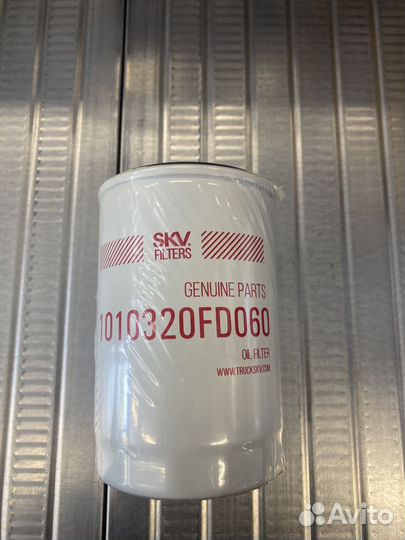 SKV.
FILTERS
GENUINE PARTS
1010320FD060
OIL FILTER
WWW.TRUCKSKV.COM
Avito